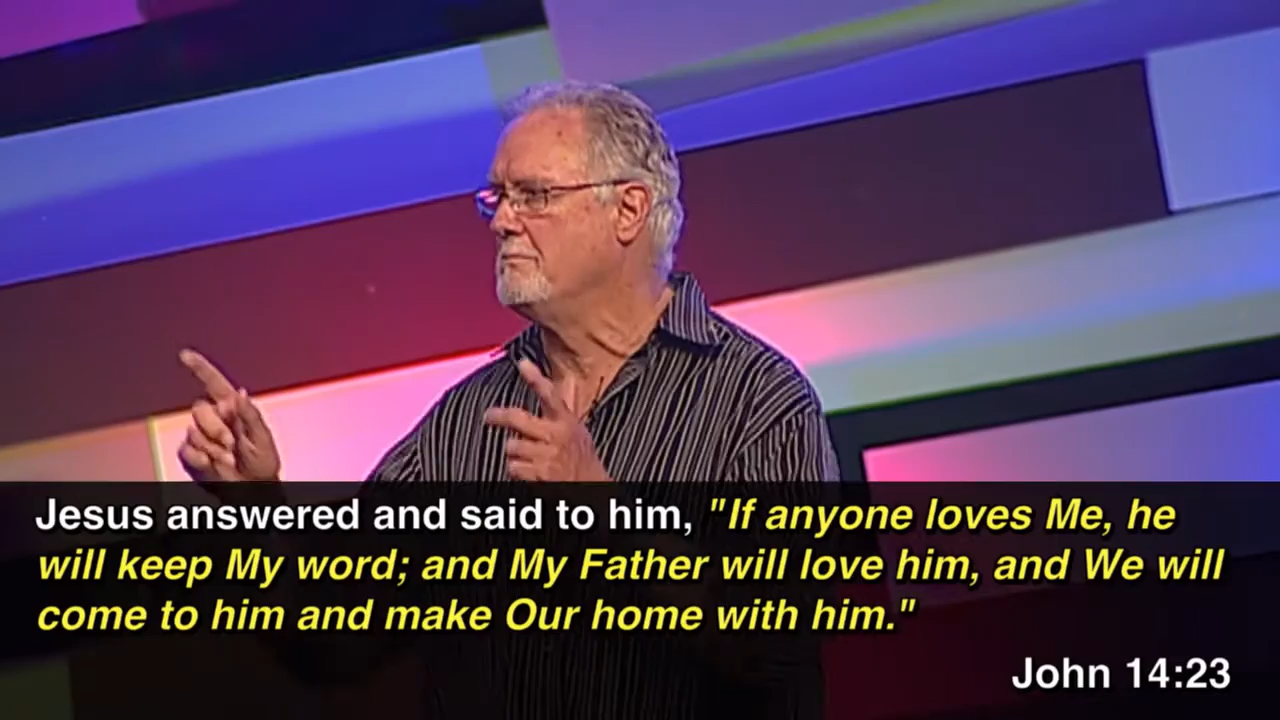 Jesus answered and said to him, "If anyone loves Me, he
will keep My word; and My Father will love him, and We will
come to him and make Our home with him."
John 14:23